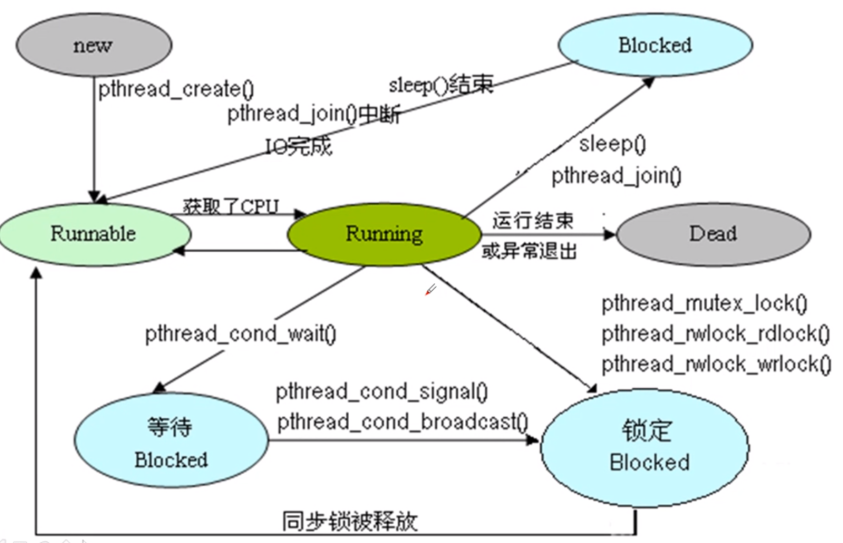 new
Blocked
pthread_create()
sleep()结束
pthread_join()中断
IO完成
sleep()
pthread_join()
Runnable
获取了CPU
Running
运行结束
或异常退出
Dead
pthread_mutex_lock()
pthread_rwlock_rdlock()
pthread_rwlock_wrlock()
pthread_cond_wait()
pthread_cond_signal()
pthread_cond_broadcast()
等待
Blocked
锁定
Blocked
同步锁被释放